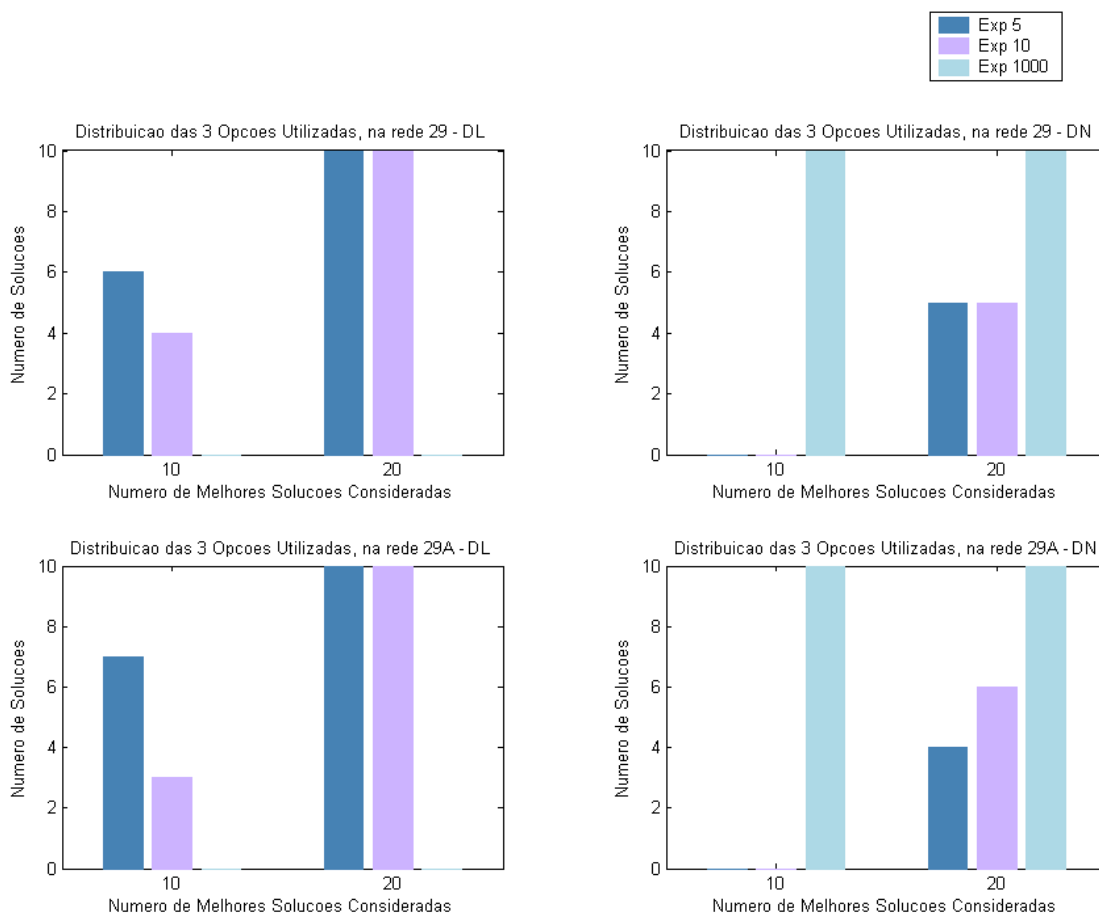 Exp 5
Exp 10
Exp 1000
Distribuicao das 3 Opcoes Utilizadas, na rede 29 - DL
10
8
6
4
2
0
Numero de Solucoes
10 20
Numero de Melhores Solucoes Consideradas
Distribuicao das 3 Opcoes Utilizadas, na rede 29 - DN
10
8
6
4
2
0
Numero de Solucoes
10 20
Numero de Melhores Solucoes Consideradas
Distribuicao das 3 Opcoes Utilizadas, na rede 29A - DL
10
8
6
4
2
0
Numero de Solucoes
10 20
Numero de Melhores Solucoes Consideradas
Distribuicao das 3 Opcoes Utilizadas, na rede 29A - DN
10
8
6
4
2
0
Numero de Solucoes
10 20
Numero de Melhores Solucoes Consideradas